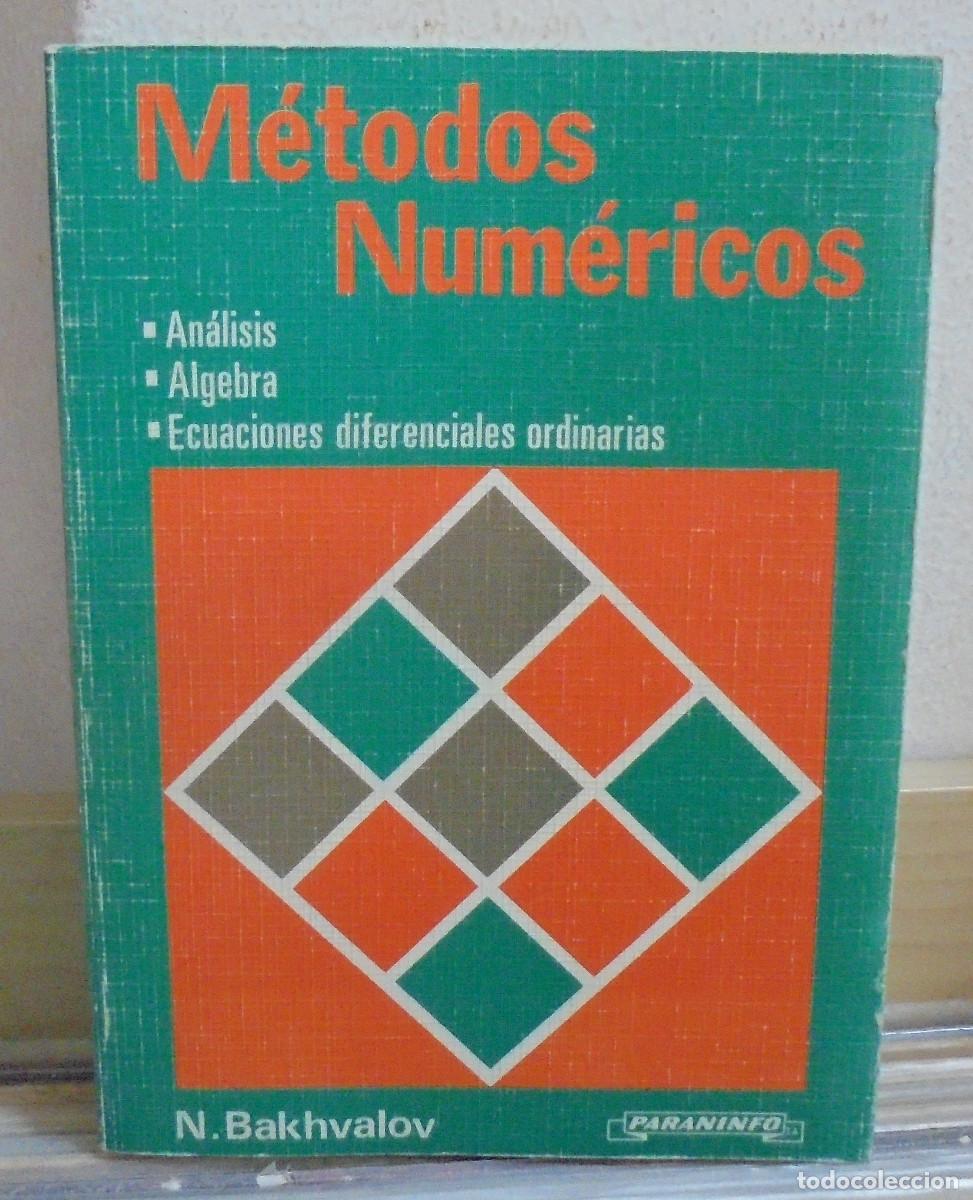 Métodos
Numéricos
▪ Análisis
▪ Algebra
▪ Ecuaciones diferenciales ordinarias
N. Bakhvalov
PARANINFO S.A.
todocoleccion